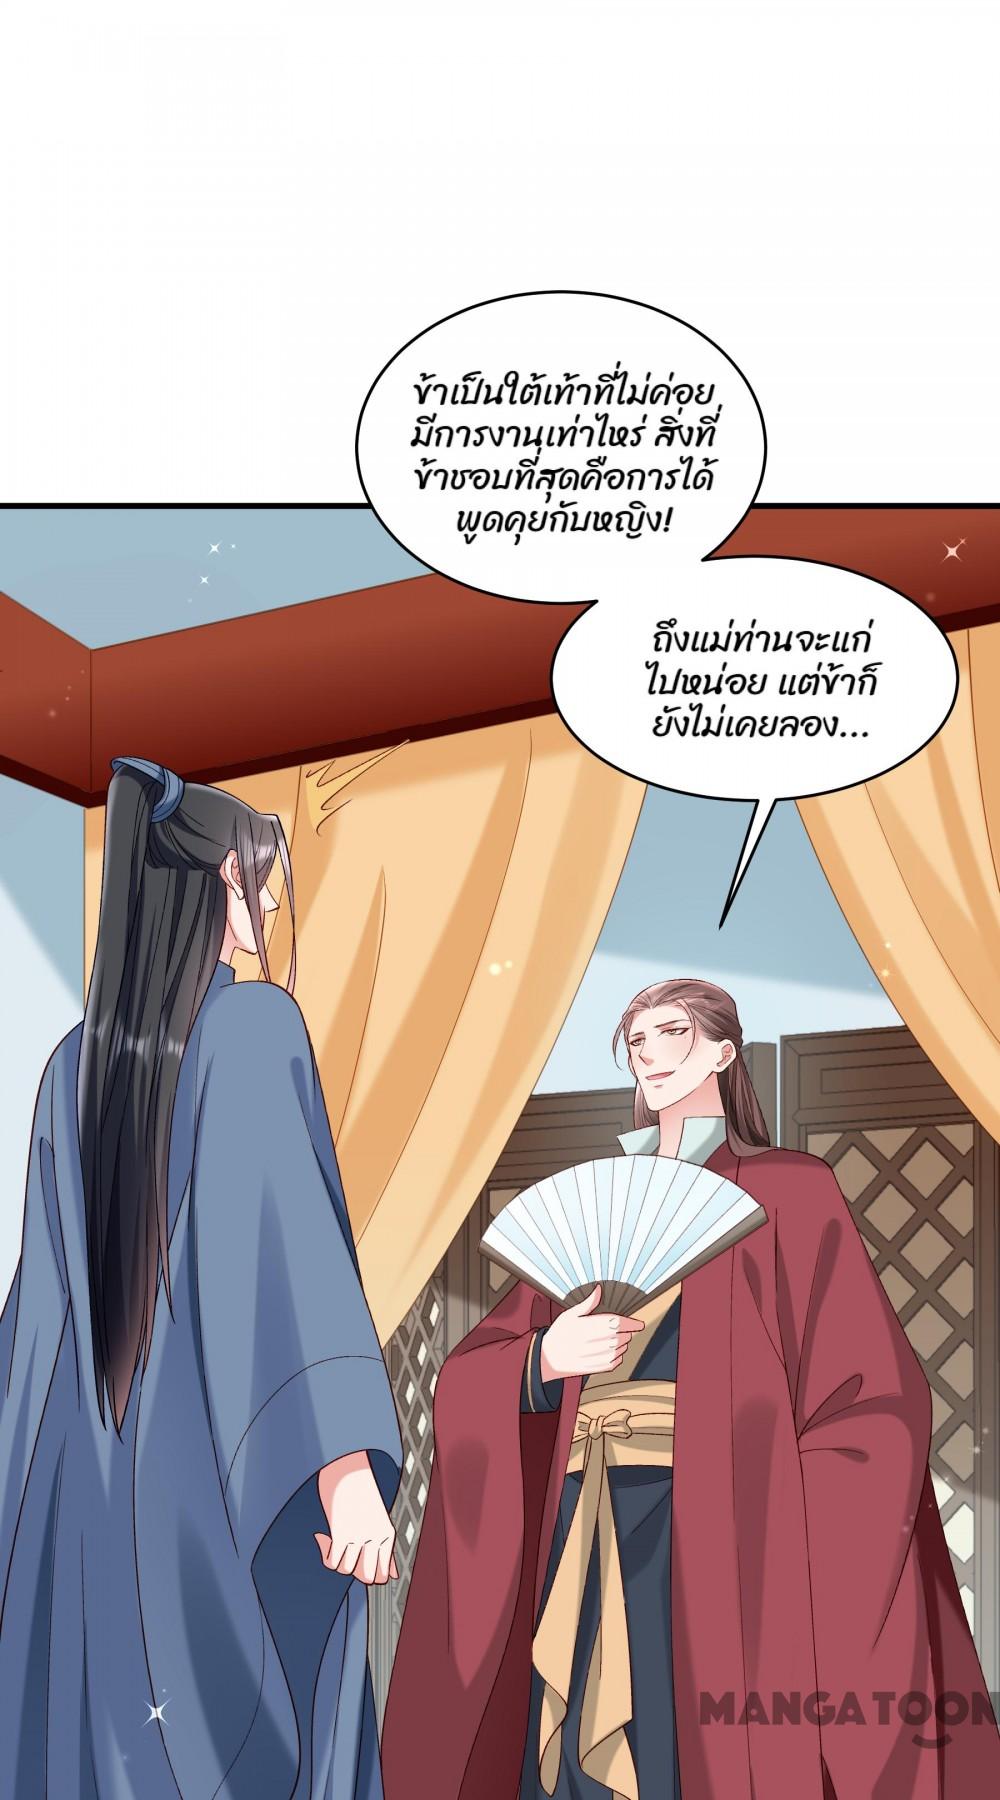 ข้าเป็นใต้เท้าที่ไม่ค่อย
มีการงานเท่าไหร่ สิ่งที่
ข้าชอบที่สุดคือการได้
พูดคุยกับหญิง!
ถึงแม่ท่านจะแก่
ไปหน่อย แต่ข้าก็
ยังไม่เคยลอง...
MANGATOON